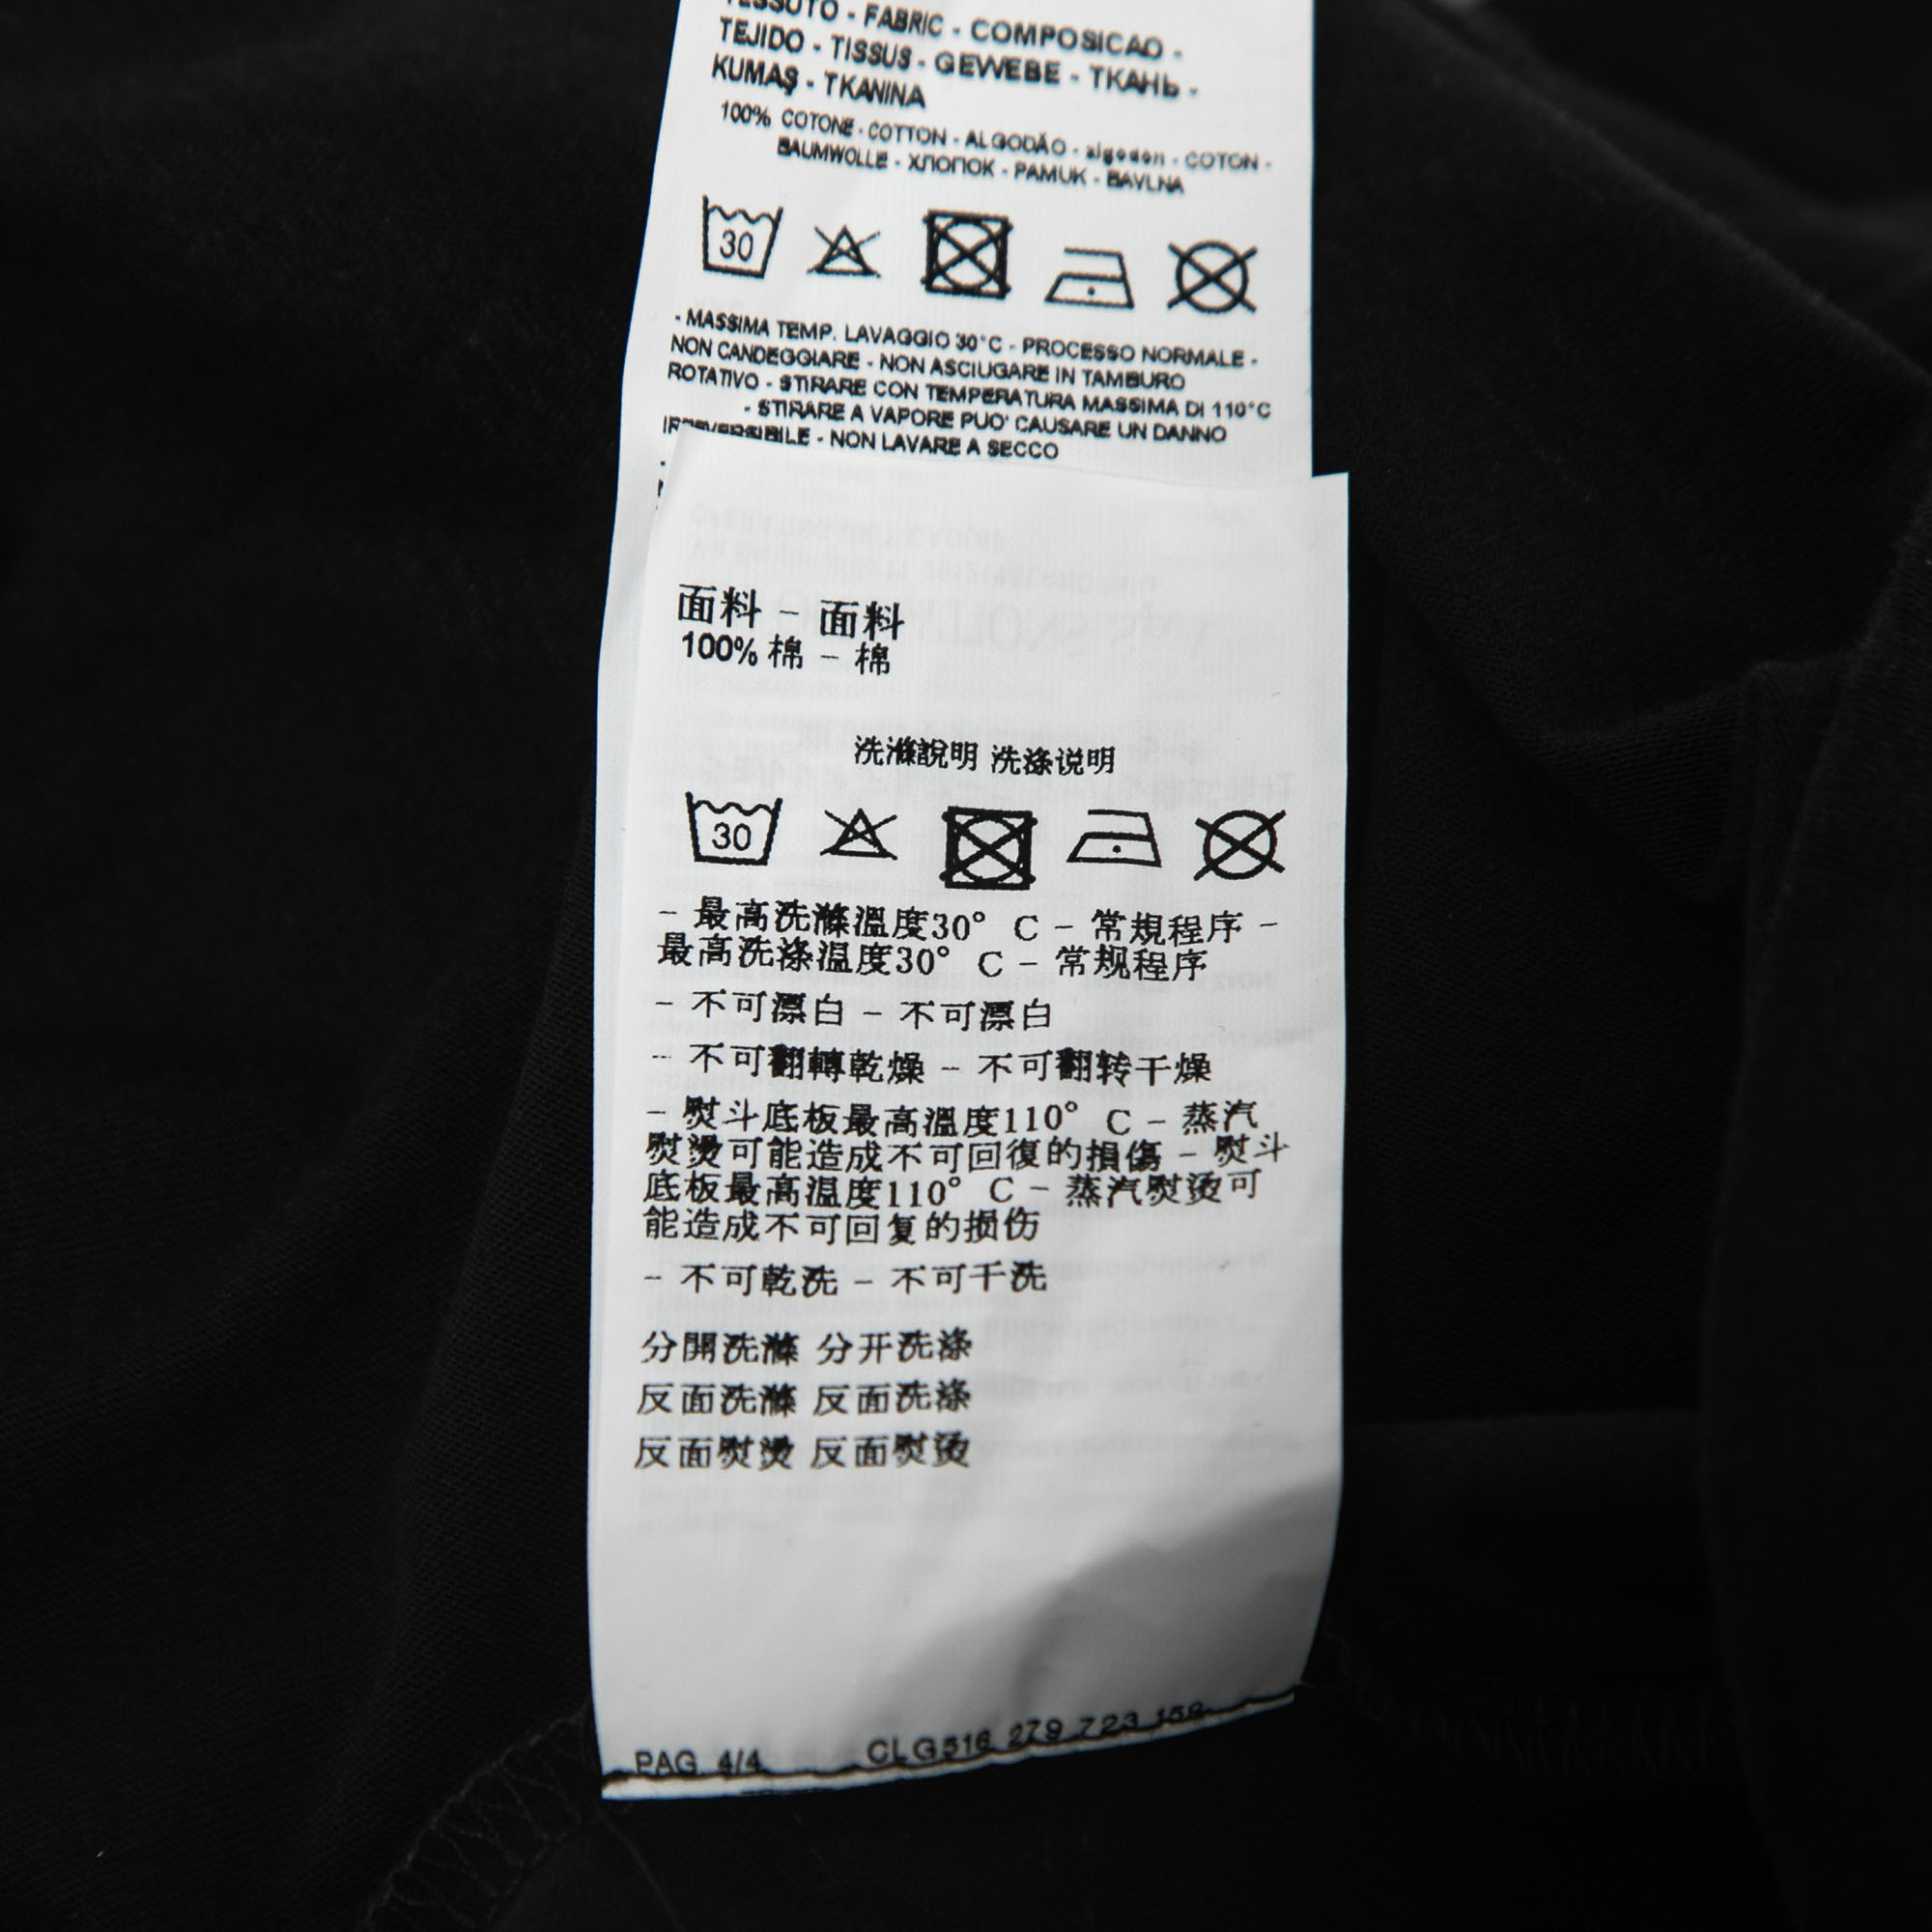 TESSUTO - FABRIC - COMPOSICAO -
TEJIDO - TISSUS - GEWEBE - ТКАНЬ -
KUMAŞ - TKANINA
100% COTONE - COTTON - ALGODÃO - algodon - COTON -
BAUMWOLLE - ХЛОПОК - PAMUK - BAVLNA
30
- MASSIMA TEMP. LAVAGGIO 30°C - PROCESSO NORMALE -
NON CANDEGGIARE - NON ASCIUGARE IN TAMBURO
ROTATIVO - STIRARE CON TEMPERATURA MASSIMA DI 110°C
- STIRARE A VAPORE PUO' CAUSARE UN DANNO
IRREVERSIBILE - NON LAVARE A SECCO
面料 - 面料
100% 棉 - 棉
洗滌說明 洗涤说明
30
- 最高洗滌溫度30° C - 常規程序 -
最高洗涤温度30° C - 常规程序
- 不可漂白 - 不可漂白
- 不可翻轉乾燥 - 不可翻转干燥
- 熨斗底板最高溫度110° C - 蒸汽
熨燙可能造成不可回復的損傷 - 熨斗
底板最高温度110° C - 蒸汽熨烫可
能造成不可回复的损伤
- 不可乾洗 - 不可干洗
分開洗滌 分开洗涤
反面洗滌 反面洗涤
反面熨燙 反面熨烫
PAG 4/4 CLG516 279 723 159